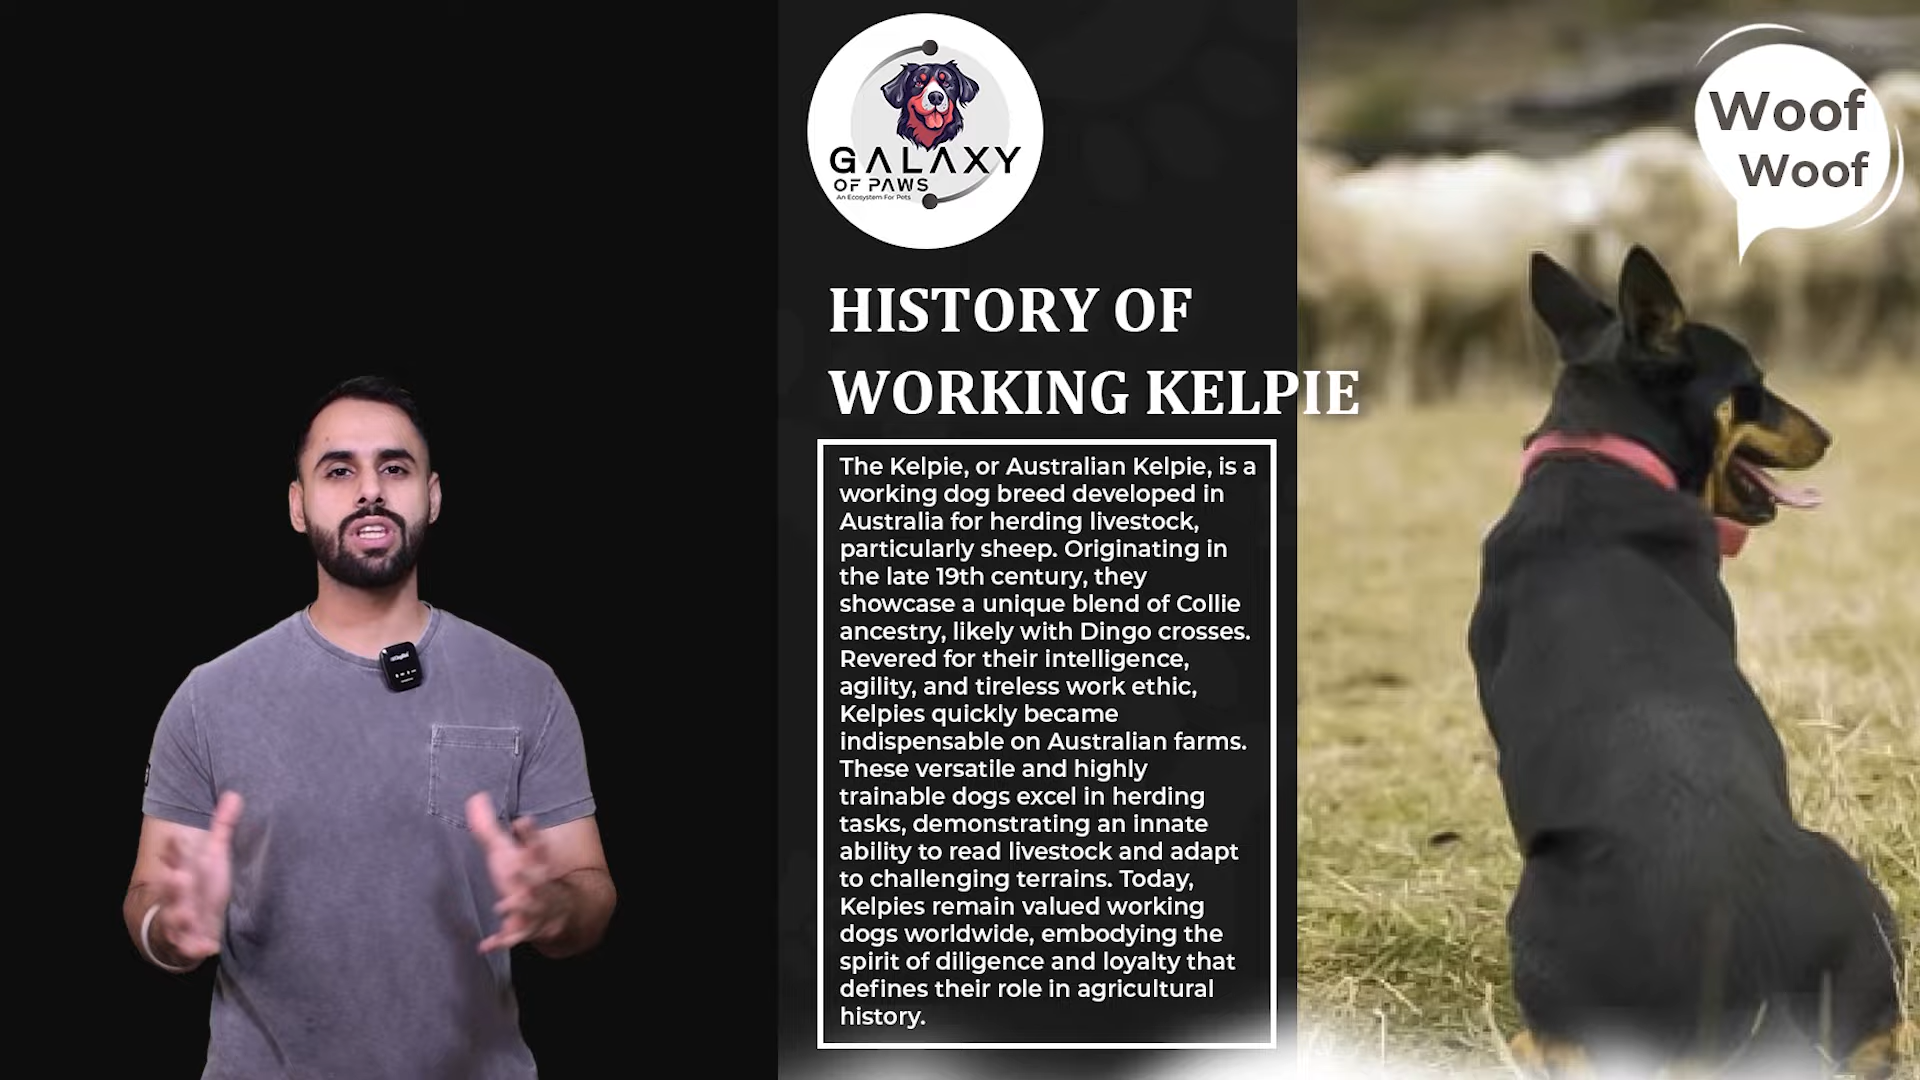 GALAXY
OF PAWS
An Ecosystem For Pets
Woof
Woof
HISTORY OF
WORKING KELPIE
The Kelpie, or Australian Kelpie, is a
working dog breed developed in
Australia for herding livestock,
particularly sheep. Originating in
the late 19th century, they
showcase a unique blend of Collie
ancestry, likely with Dingo crosses.
Revered for their intelligence,
agility, and tireless work ethic,
Kelpies quickly became
indispensable on Australian farms.
These versatile and highly
trainable dogs excel in herding
tasks, demonstrating an innate
ability to read livestock and adapt
to challenging terrains. Today,
Kelpies remain valued working
dogs worldwide, embodying the
spirit of diligence and loyalty that
defines their role in agricultural
history.